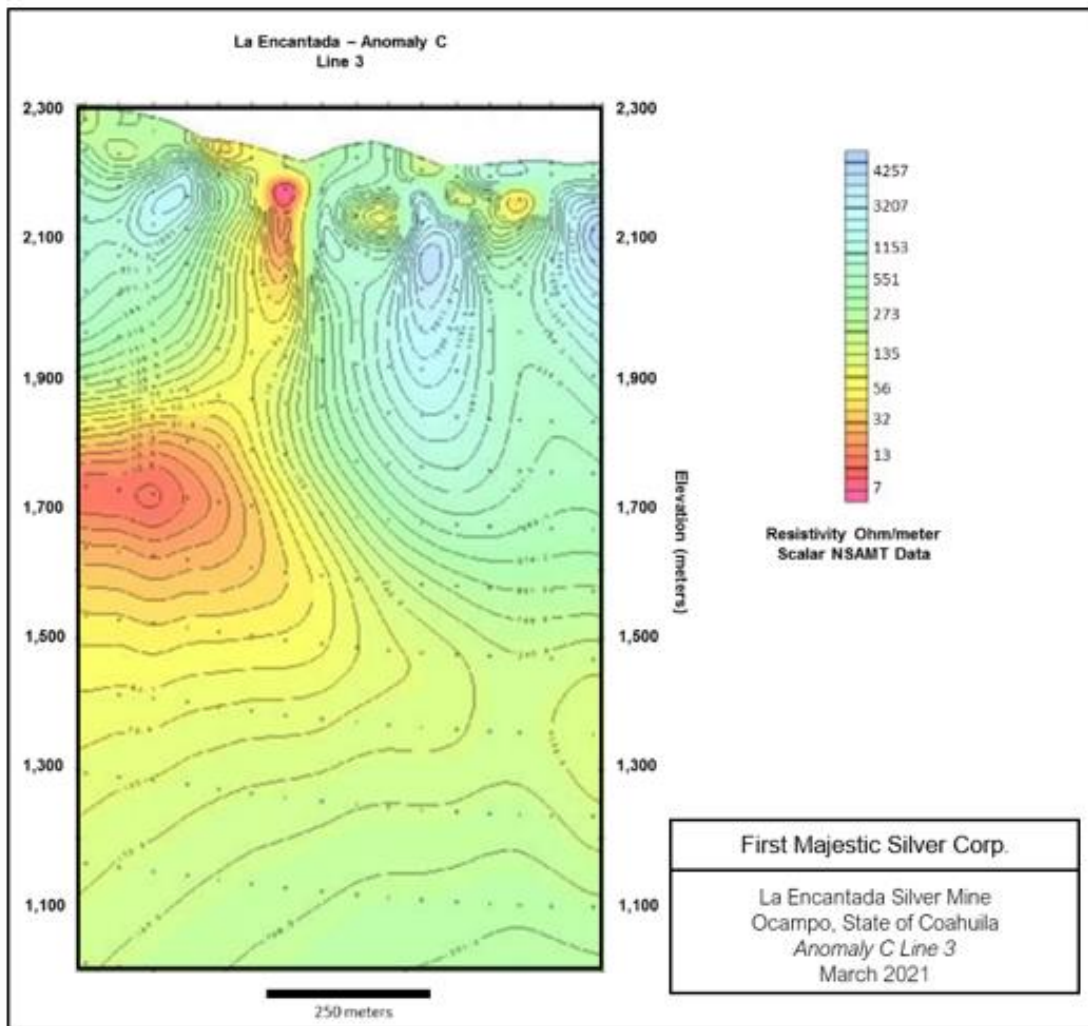 La Encantada – Anomaly C
Line 3
2,300
2,300
2,100
2,100
1,900
1,900
1,700
1,700
1,500
1,500
1,300
1,300
1,100
1,100
Elevation (meters)
4257
3207
1153
551
273
135
56
32
13
7
Resistivity Ohm/meter
Scalar NSAMT Data
250 meters
First Majestic Silver Corp.
La Encantada Silver Mine
Ocampo, State of Coahuila
Anomaly C Line 3
March 2021